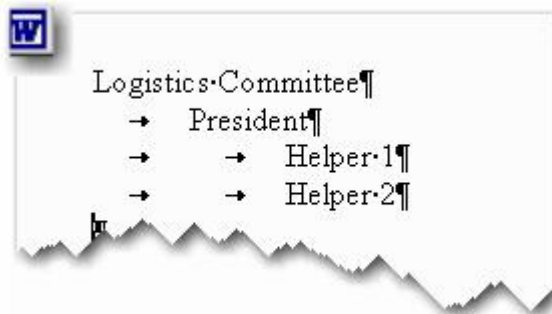 W
Logistics·Committee¶
→ President¶
→ → Helper·1¶
→ → Helper·2¶
¶